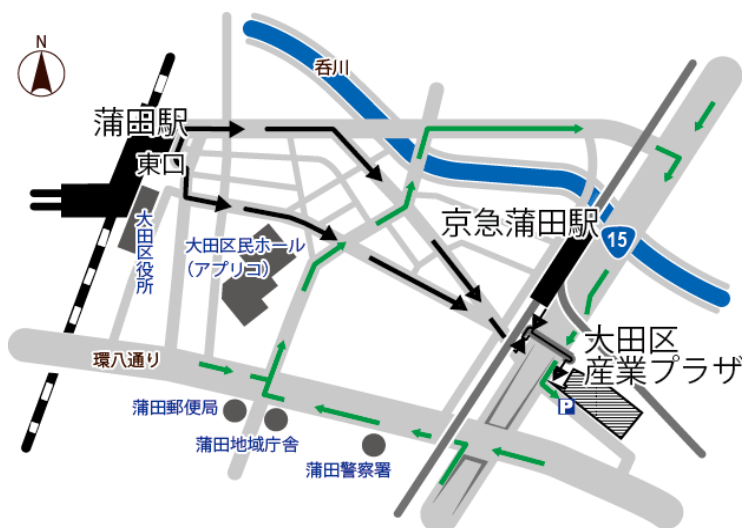 N
呑川
蒲田駅
東口
大田区役所
大田区民ホール
（アプリコ）
京急蒲田駅
15
大田区
産業プラザ
環八通り
P
蒲田郵便局
蒲田地域庁舎
蒲田警察署